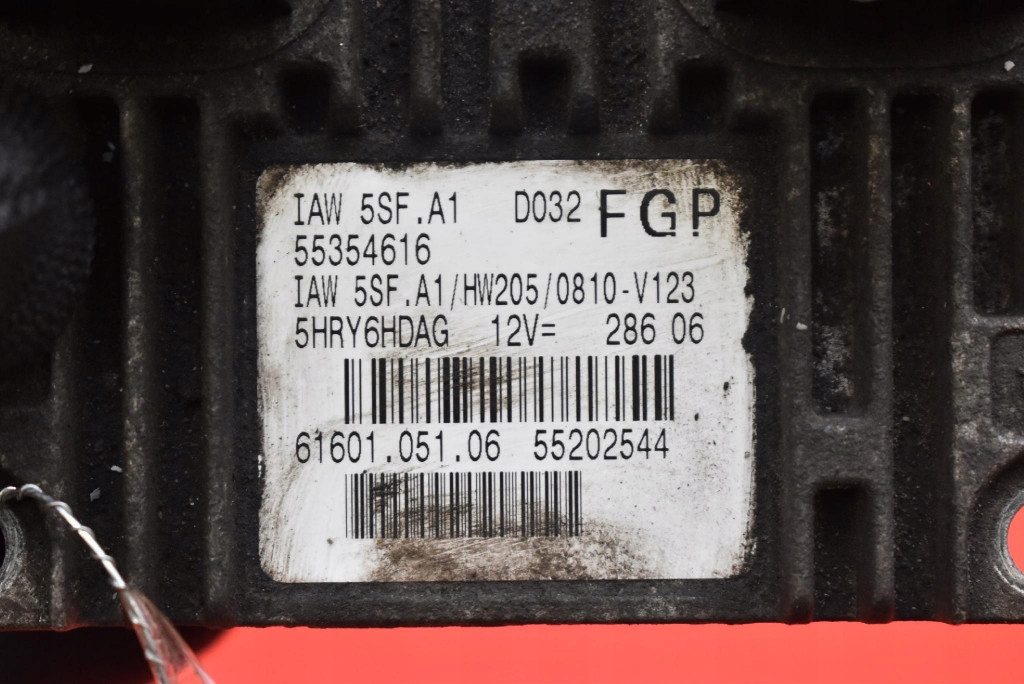 IAW 5SF.A1 D032 FGP
55354616
IAW 5SF.A1/HW205/0810-V123
5HRY6HDAG 12V= 286 06
61601.051.06 55202544